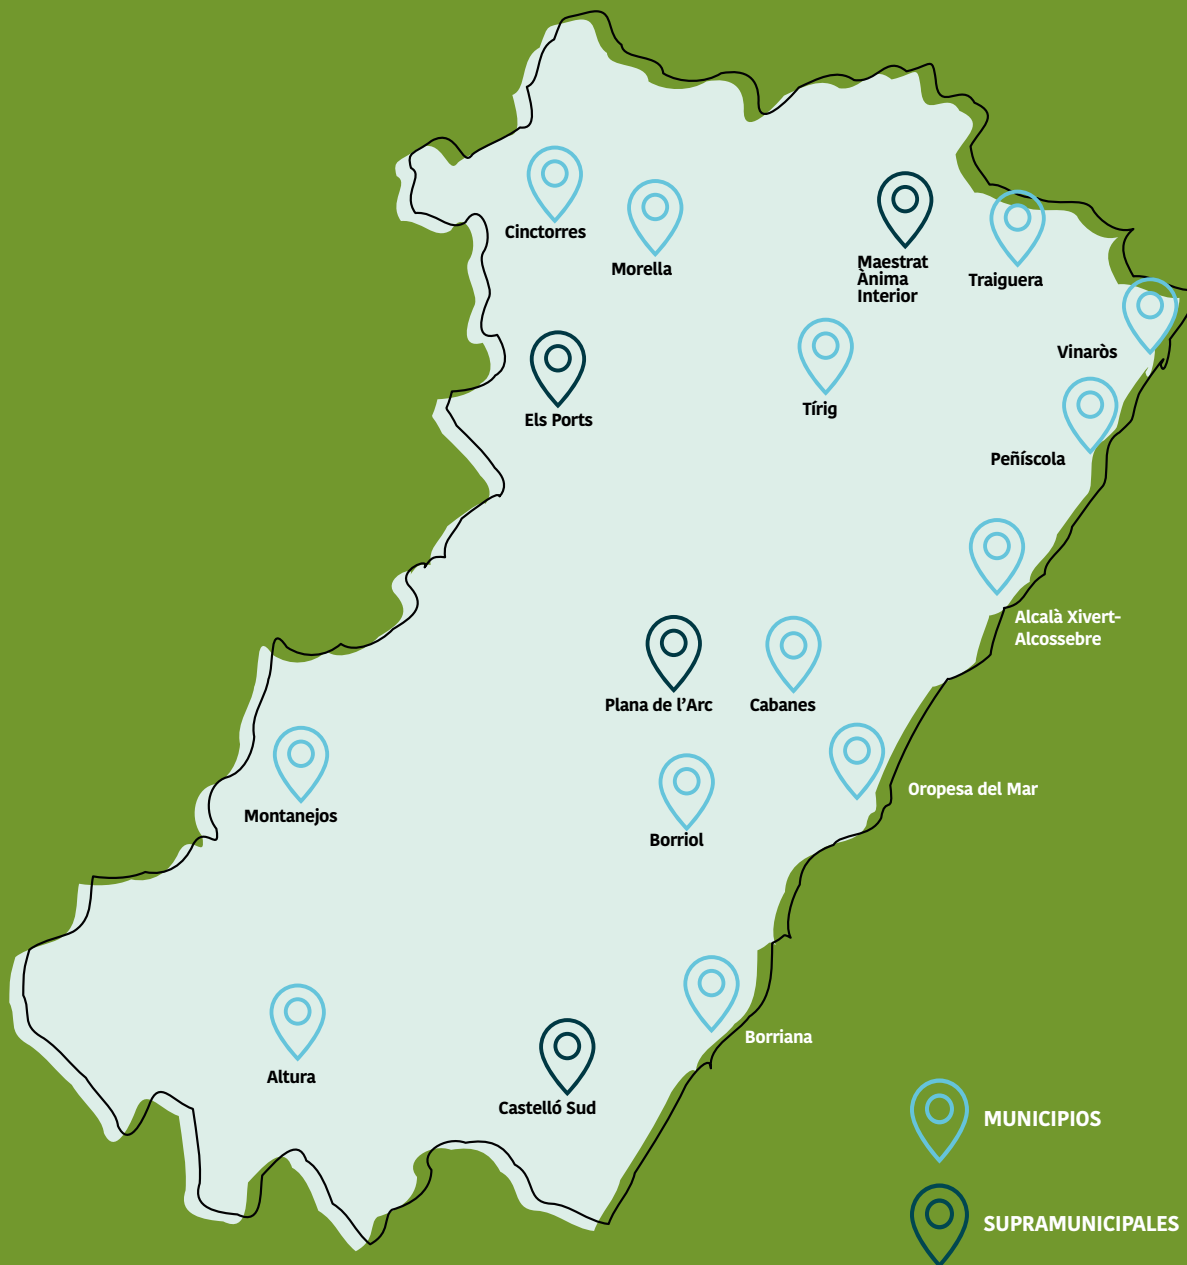 Cinctorres
Morella
Maestrat
Ànima
Interior
Traiguera
Vinaròs
Tírig
Els Ports
Peñíscola
Alcalà Xivert-
Alcossebre
Plana de l’Arc
Cabanes
Oropesa del Mar
Montanejos
Borriol
Borriana
Altura
Castelló Sud
MUNICIPIOS
SUPRAMUNICIPALES